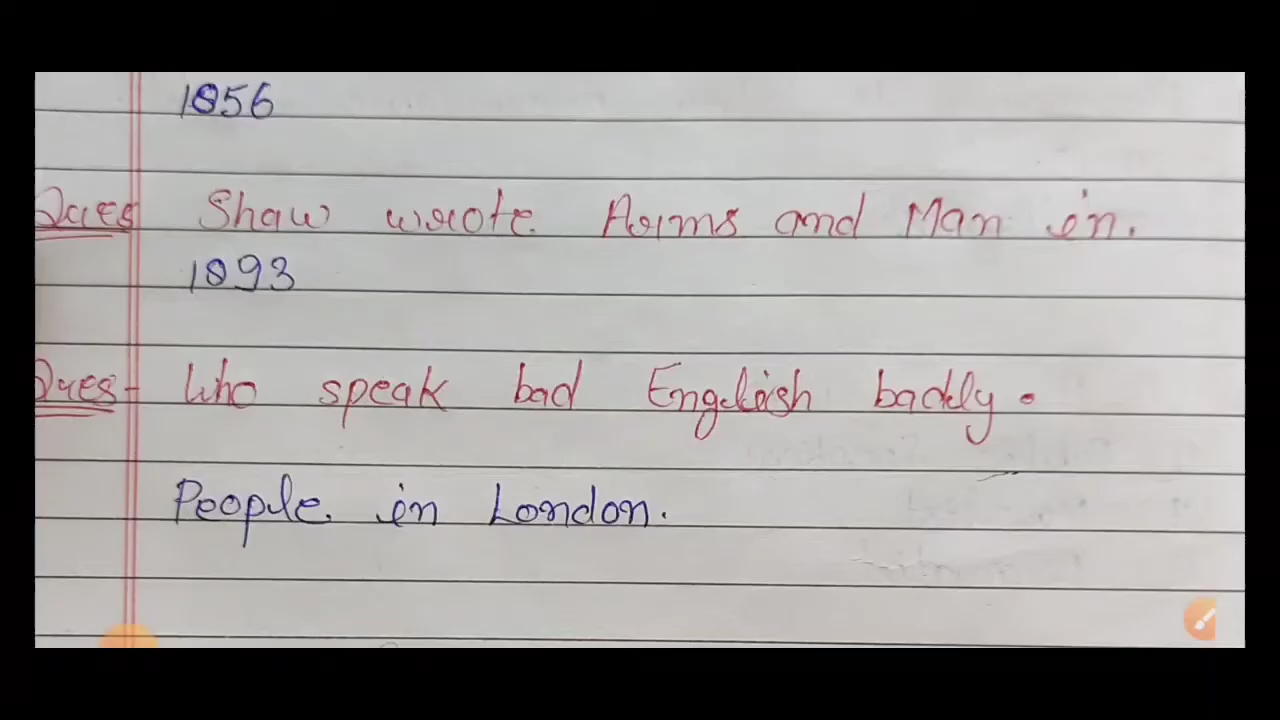 1856
Ques Shaw wrote Arms and Man in.
1893
Ques- Who speak bad English badly.
People in London.